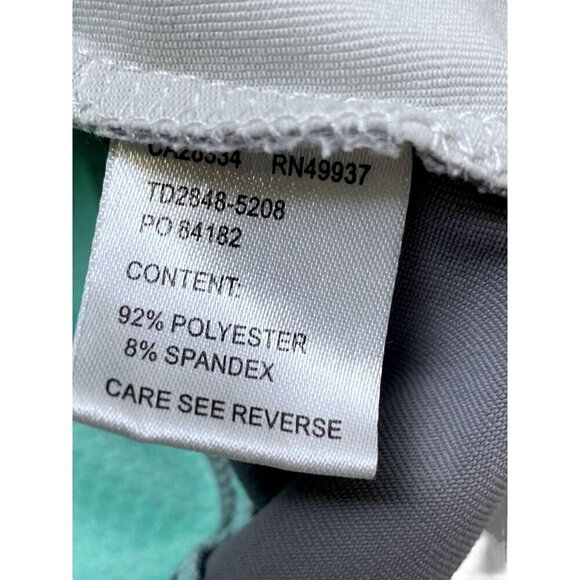 CA28334 RN49937
TD2848-5208
PO 84182
CONTENT:
92% POLYESTER
8% SPANDEX
CARE SEE REVERSE